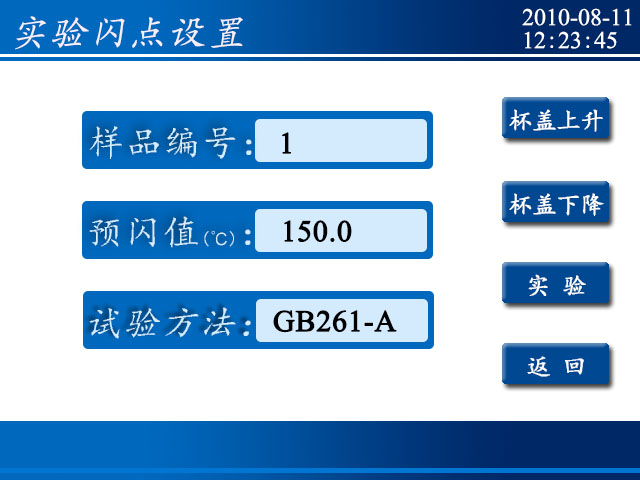 实验闪点设置
2010-08-11
12:23:45
样品编号: 1
杯盖上升
预闪值(℃): 150.0
杯盖下降
试验方法: GB261-A
实 验
返 回